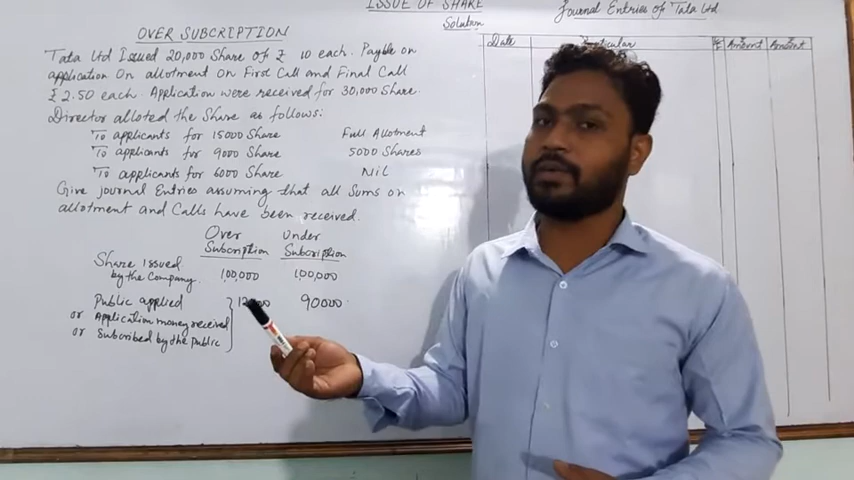 ISSUE OF SHARE
OVER SUBCRIPTION
Tata Ltd Issued 20,000 Share of ₹ 10 each. Payble on
application On allotment On First Call and Final Call
₹ 2.50 each. Application were received for 30,000 Share.
Director alloted the Share as follows:
To applicants for 15000 Share Full Allotment
To applicants for 9000 Share 5000 Shares
To applicants for 6000 Share Nil
Give Journal Entries assuming that all Sums on
allotment and Calls have been received.
Over Under
Subscription Subscription
Share Issued
by the Company 100,000 100,000
Public applied 90000
or Application money received
or Subscribed by the Public
Solution
Journal Entries of Tata Ltd
Date Particular Amount Amount